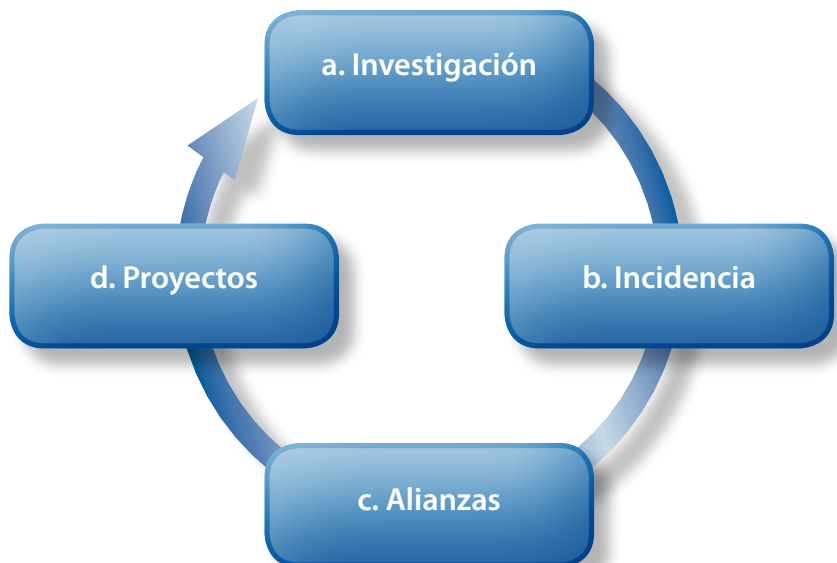 a. Investigación
b. Incidencia
c. Alianzas
d. Proyectos